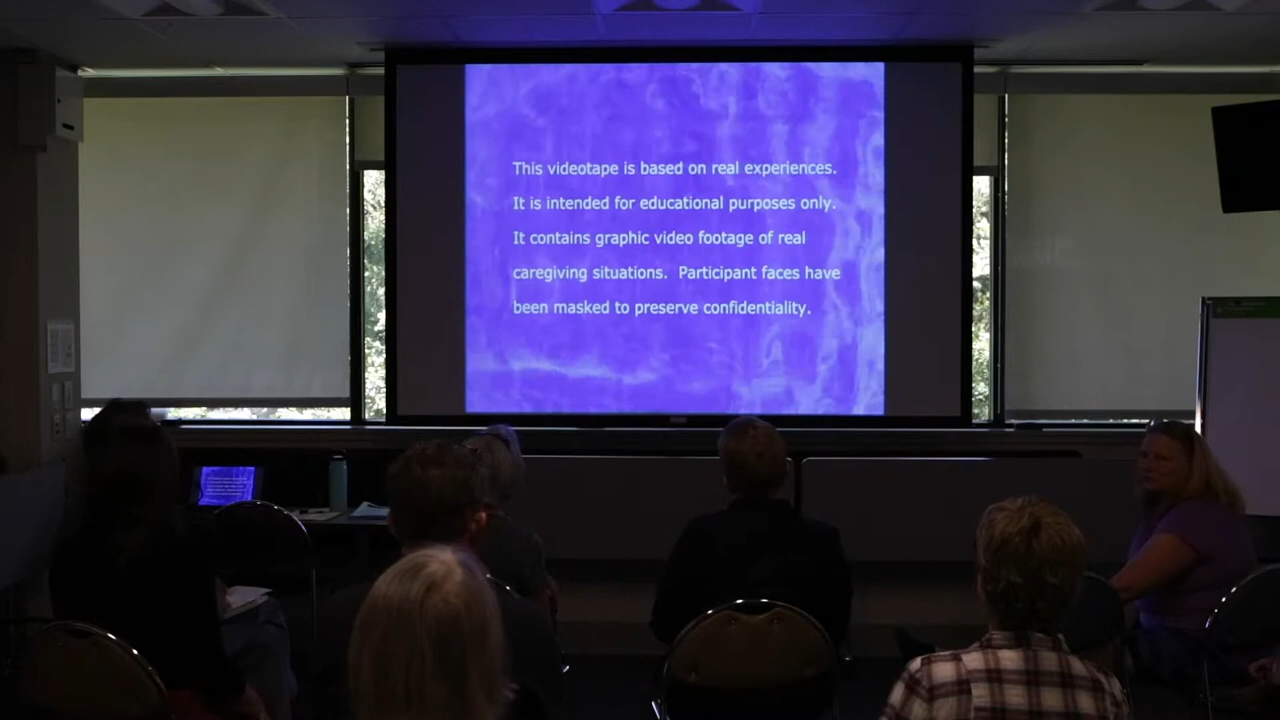 This videotape is based on real experiences.
It is intended for educational purposes only.
It contains graphic video footage of real
caregiving situations.  Participant faces have
been masked to preserve confidentiality.